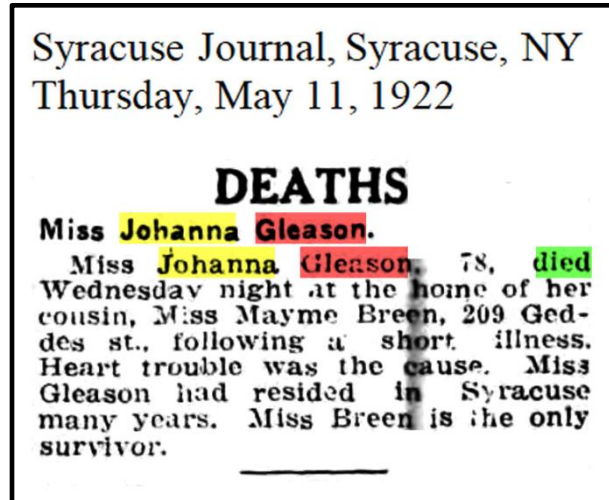 Syracuse Journal, Syracuse, NY
Thursday, May 11, 1922
DEATHS
Miss Johanna Gleason.
Miss Johanna Gleason, 78, died
Wednesday night at the home of her
cousin, Miss Mayme Breen, 209 Ged-
des st., following a short illness.
Heart trouble was the cause. Miss
Gleason had resided in Syracuse
many years. Miss Breen is the only
survivor.